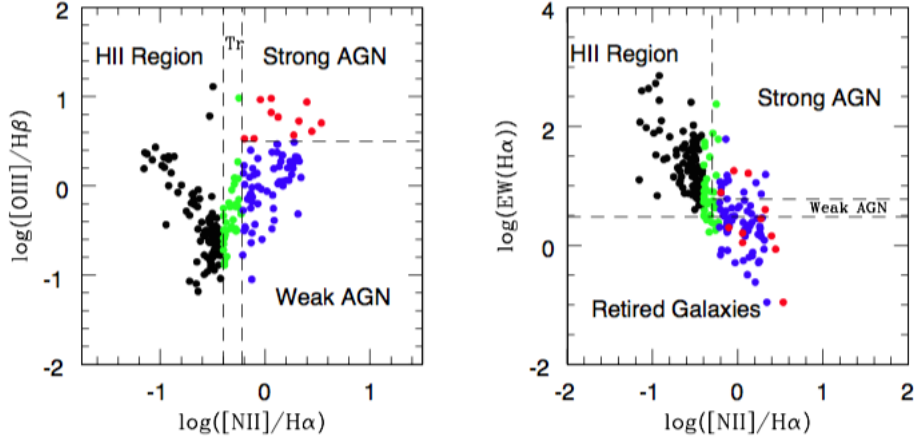 2
HII Region
Tr
Strong AGN
1
0
-1
Weak AGN
-2
-1
0
1
log([OIII]/Hβ)
log([NII]/Hα)
4
HII Region
Strong AGN
2
Weak AGN
0
Retired Galaxies
-2
-2
-1
0
1
2
log(EW(Hα))
log([NII]/Hα)